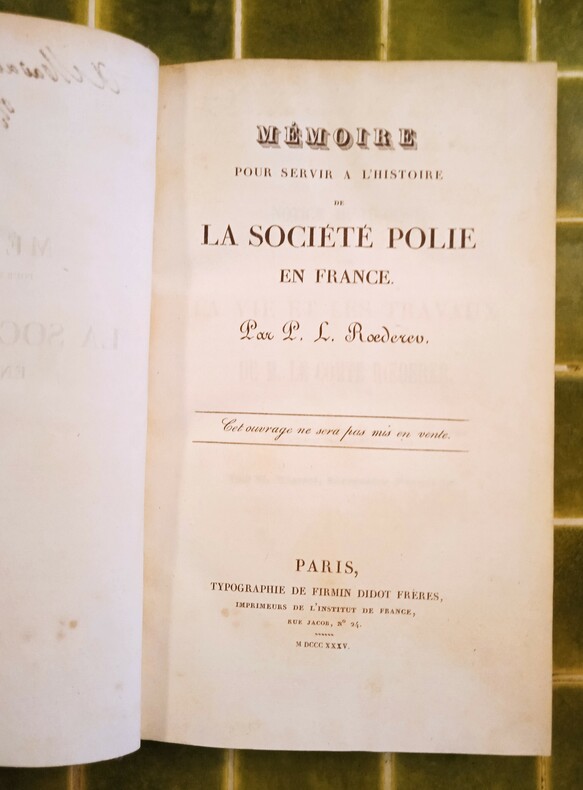 MÉMOIRE
POUR SERVIR A L'HISTOIRE
DE
LA SOCIÉTÉ POLIE
EN FRANCE.
Par P. L. Rœderer.
Cet ouvrage ne sera pas mis en vente.
PARIS,
TYPOGRAPHIE DE FIRMIN DIDOT FRÈRES,
IMPRIMEURS DE L'INSTITUT DE FRANCE,
RUE JACOB, Nº 24.
M DCCC XXXV.